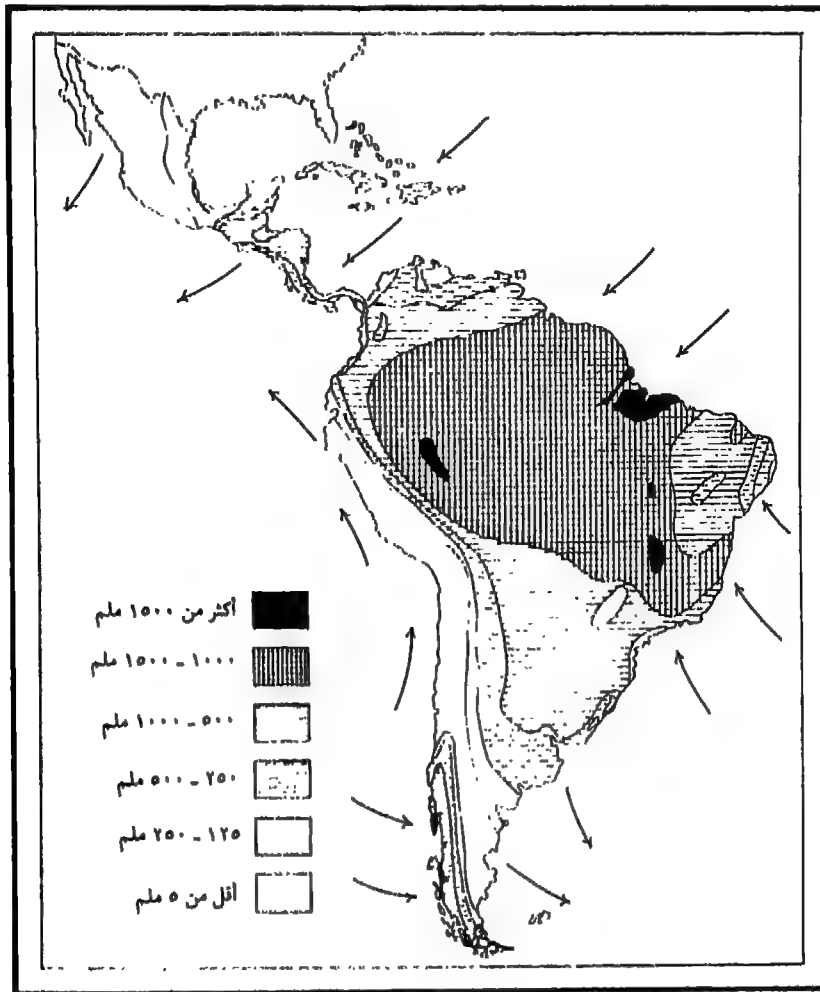 أكثر من ١٥٠٠ ملم
١٠٠٠ - ١٥٠٠ ملم
٥٠٠ - ١٠٠٠ ملم
٢٥٠ - ٥٠٠ ملم
١٢٥ - ٢٥٠ ملم
أقل من ٥ ملم